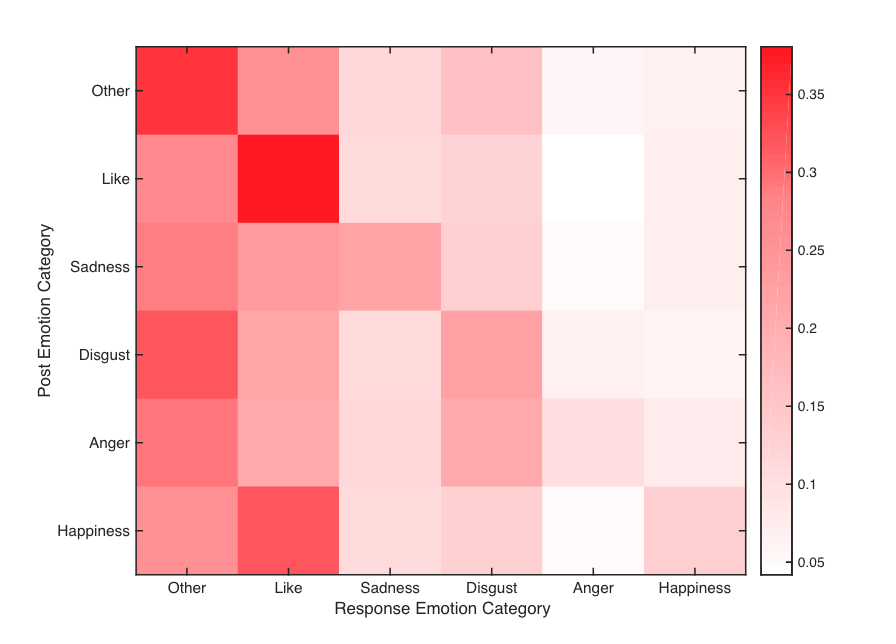 Post Emotion Category
Other
Like
Sadness
Disgust
Anger
Happiness
Other Like Sadness Disgust Anger Happiness
Response Emotion Category
0.35
0.3
0.25
0.2
0.15
0.1
0.05